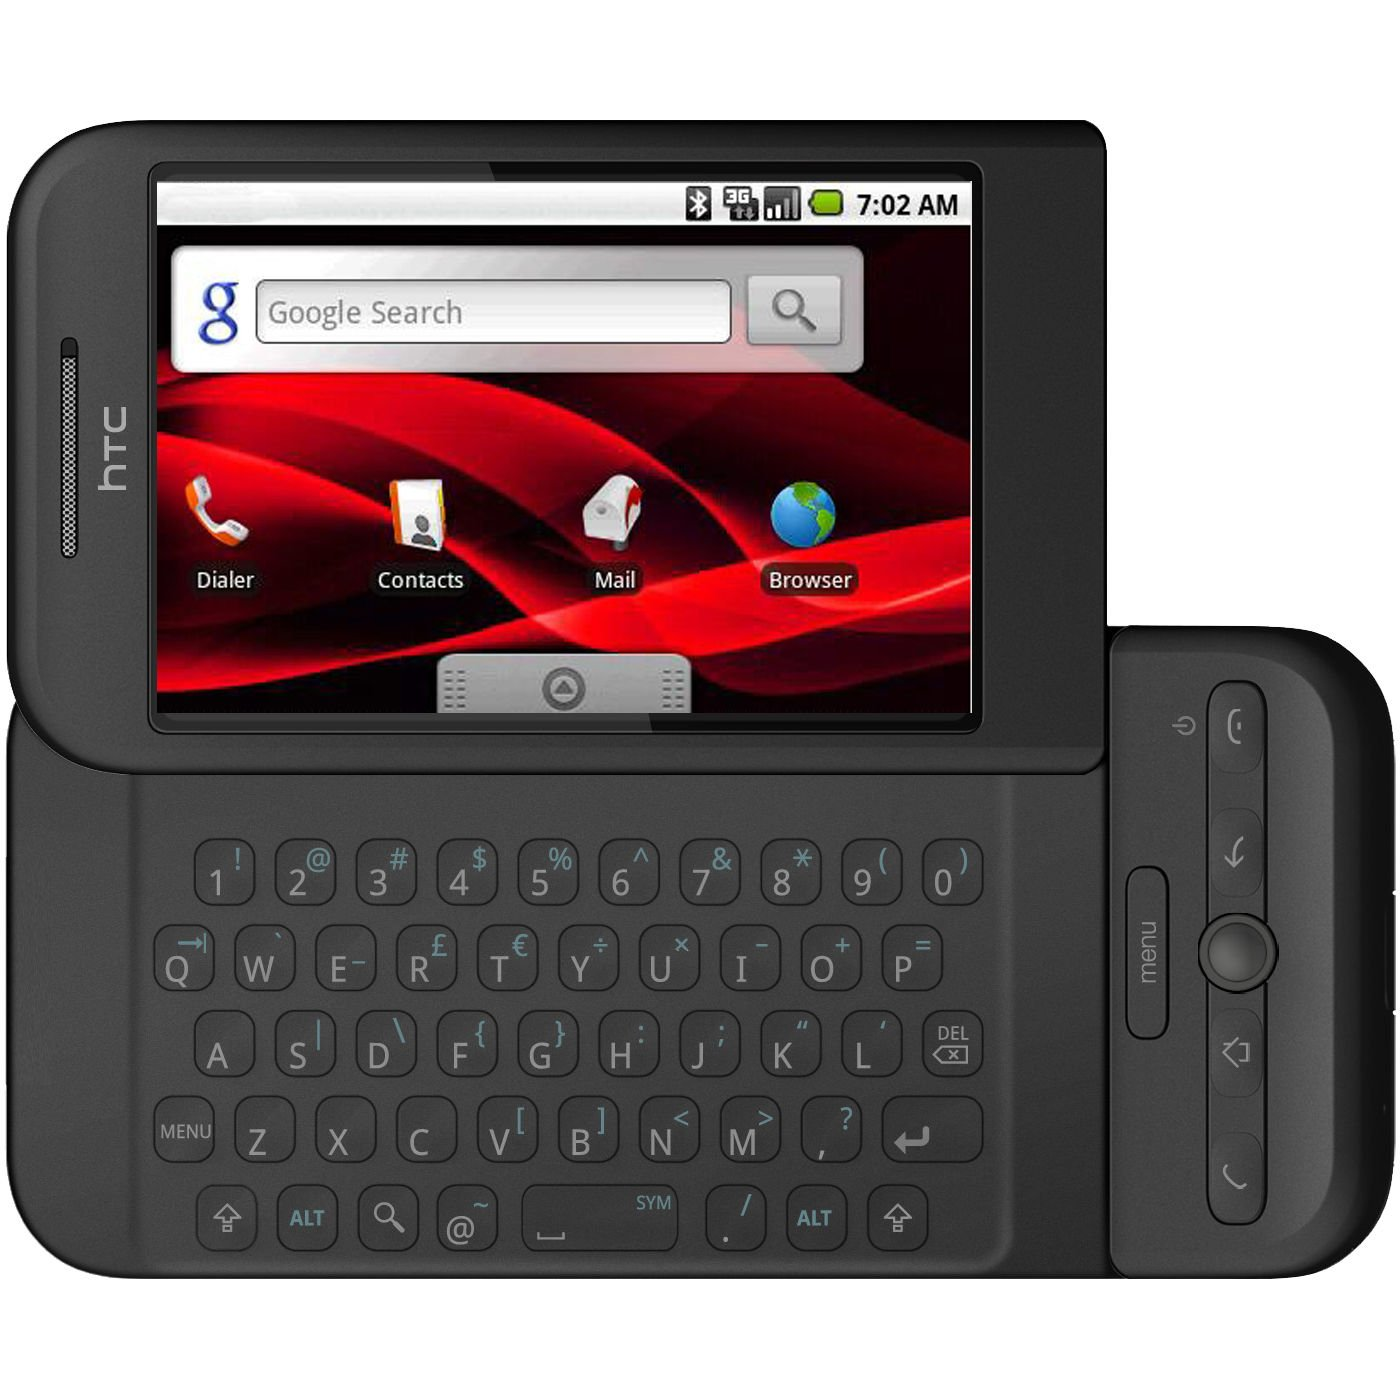 3G 7:02 AM
g Google Search
hTC
Dialer Contacts Mail Browser
1 ! 2 @ 3 # 4 $ 5 % 6 ^ 7 & 8 * 9 ( 0 )
Q W ` E _ R £ T € Y ÷ U × I − O + P =
A S | D \ F { G } H : J ; K “ L ‘ DEL
MENU Z X C V [ B ] N < M > , ?
ALT @ ~ SYM . / ALT
menu